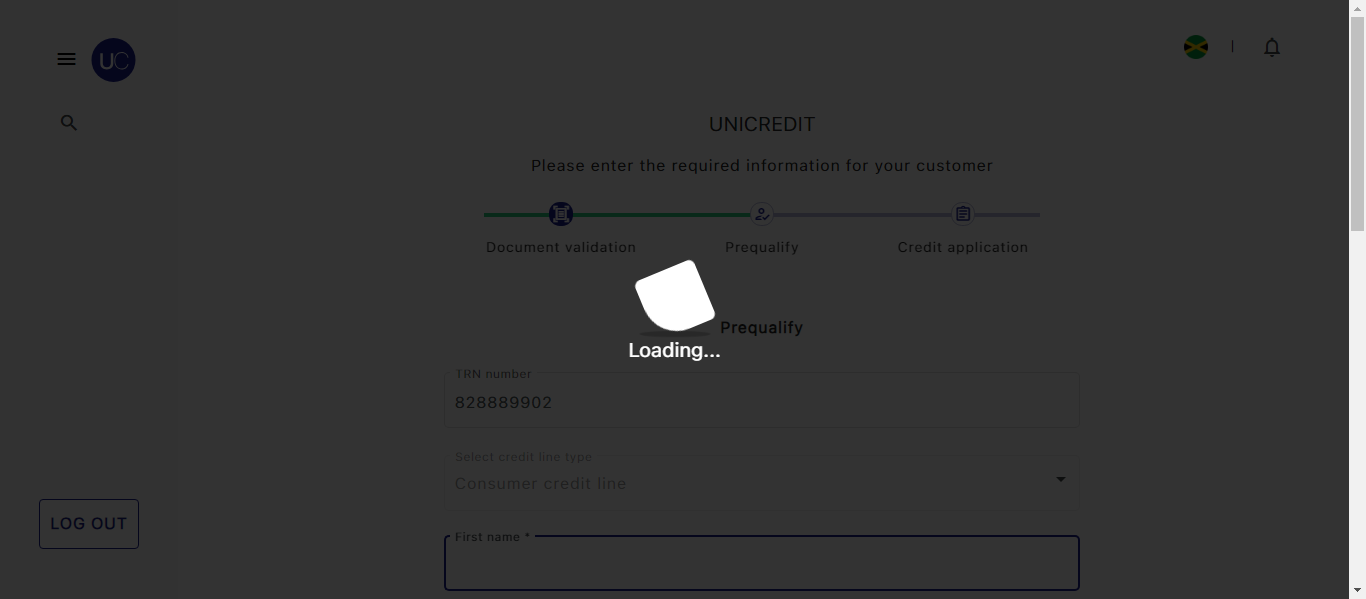 UC
UNICREDIT
Please enter the required information for your customer
Document validation
Prequalify
Credit application
Prequalify
Loading...
TRN number
828889902
Select credit line type
Consumer credit line
LOG OUT
First name *